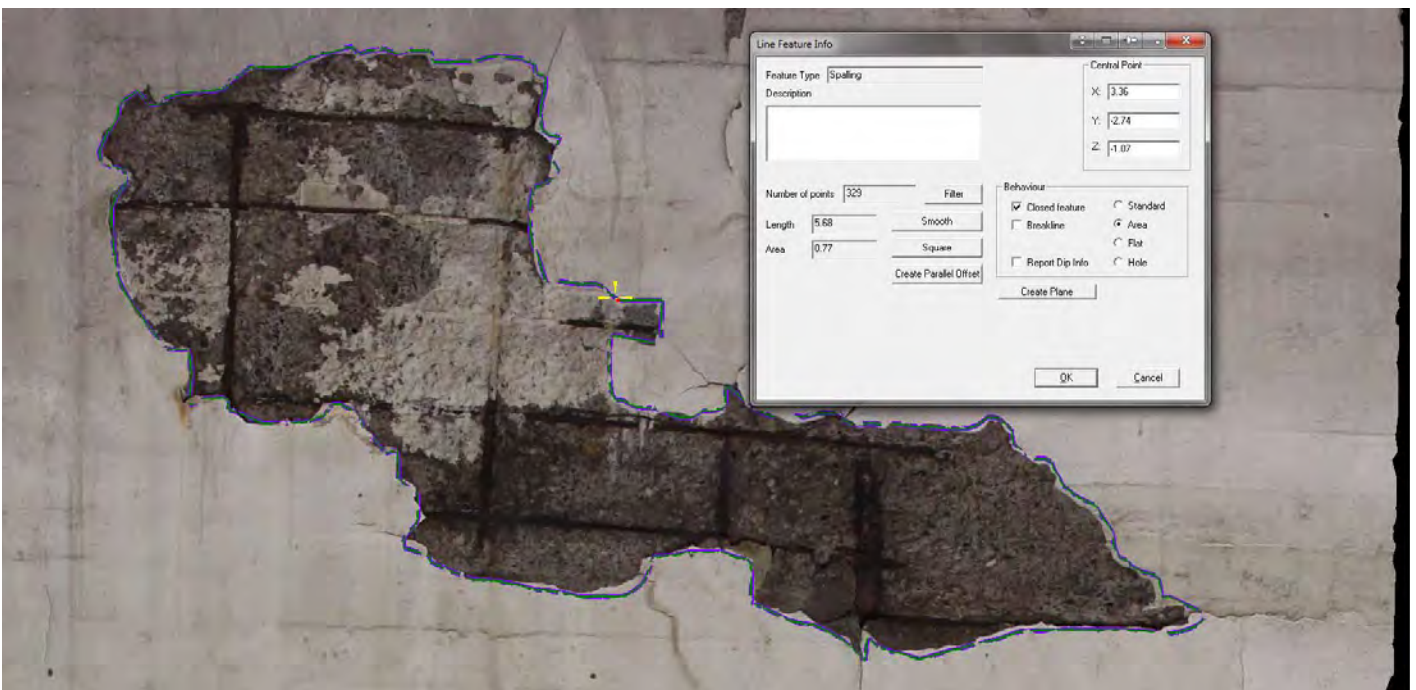 Line Feature Info
Feature Type Spalling
Description
Central Point
X: 3.36
Y: -2.74
Z: -1.07
Number of points 329 Filter
Length 5.68 Smooth
Area 0.77 Square
Create Parallel Offset
Behaviour
Closed feature Standard
Breakline Area
Flat
Report Dip Info Hole
Create Plane
OK Cancel